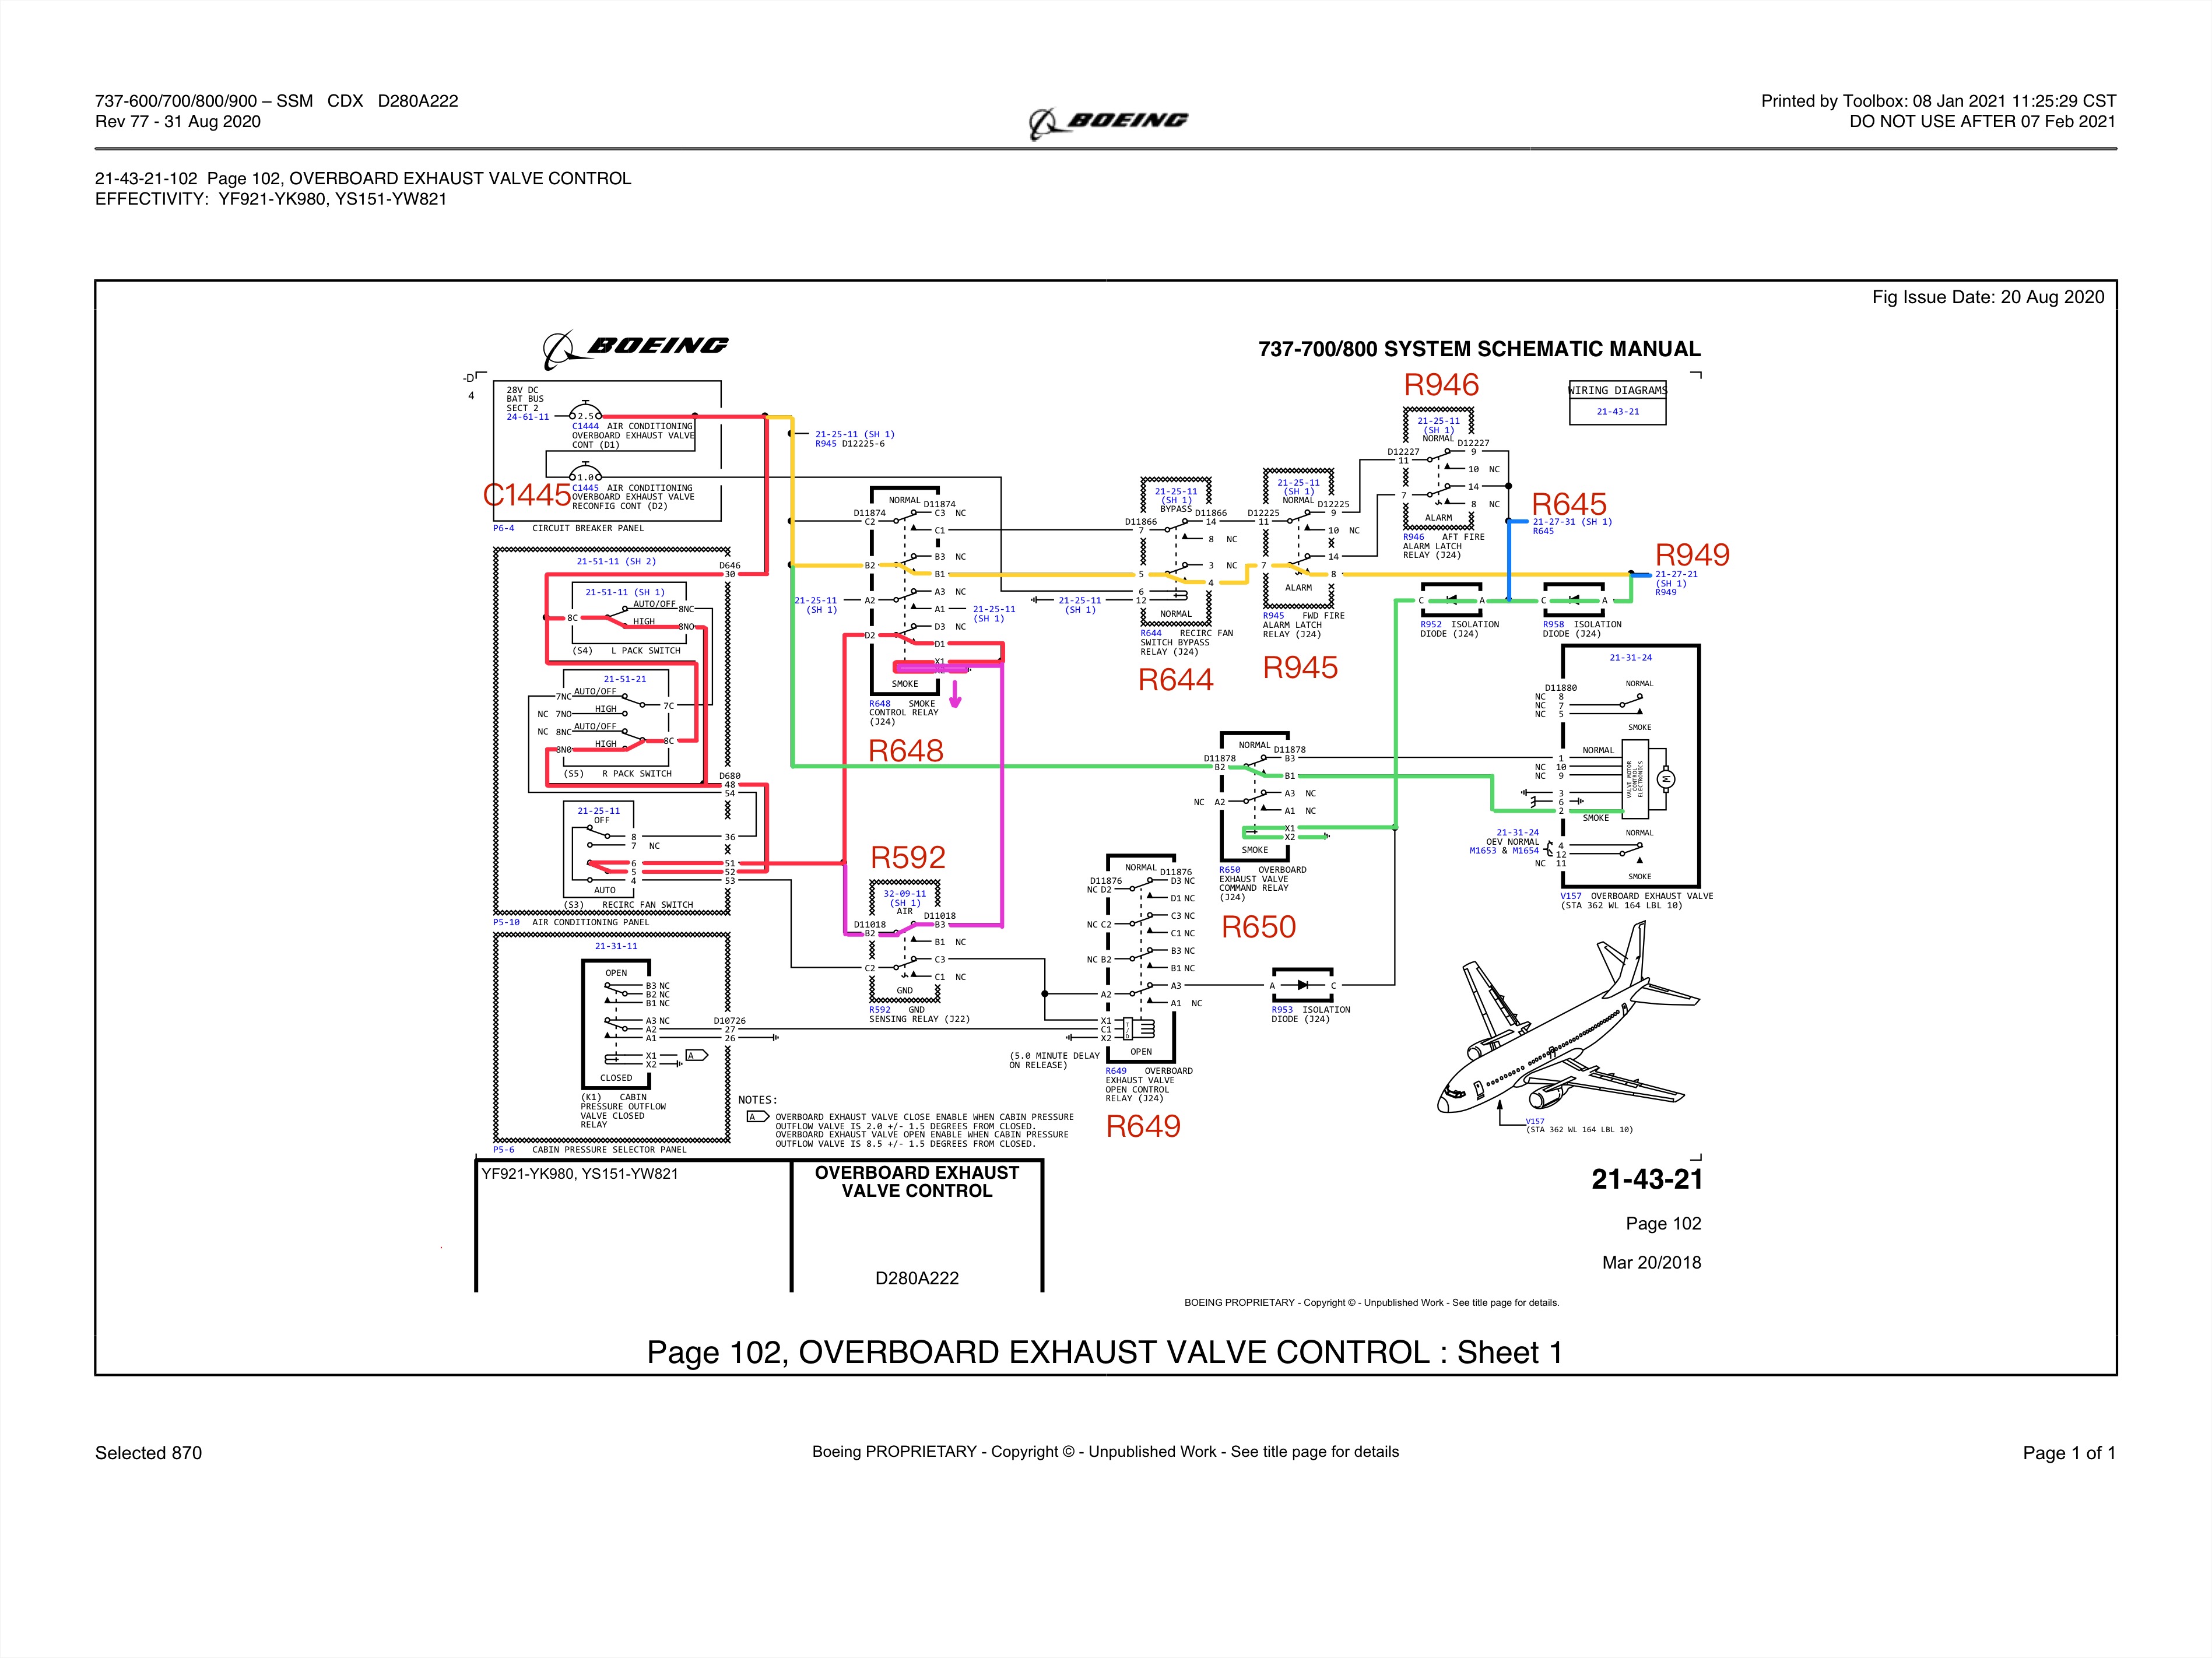 737-600/700/800/900 – SSM   CDX   D280A222
Rev 77 - 31 Aug 2020
BOEING
Printed by Toolbox: 08 Jan 2021 11:25:29 CST
DO NOT USE AFTER 07 Feb 2021
21-43-21-102  Page 102, OVERBOARD EXHAUST VALVE CONTROL
EFFECTIVITY:  YF921-YK980, YS151-YW821
Fig Issue Date: 20 Aug 2020
BOEING
737-700/800 SYSTEM SCHEMATIC MANUAL
-D
4
28V DC
BAT BUS
SECT 2
24-61-11
2.5
C1444 AIR CONDITIONING
OVERBOARD EXHAUST VALVE
CONT (D1)
1.0
C1445
C1445 AIR CONDITIONING
OVERBOARD EXHAUST VALVE
RECONFIG CONT (D2)
P6-4 CIRCUIT BREAKER PANEL
21-25-11 (SH 1)
R945 D12225-6
21-51-11 (SH 2)
D646
30
21-51-11 (SH 1)
AUTO/OFF
8NC
8C
HIGH
8NO
(S4) L PACK SWITCH
21-51-21
7NC
AUTO/OFF
7C
NC 7NO
HIGH
NC 8NC
AUTO/OFF
8C
8NO
HIGH
(S5) R PACK SWITCH
D680
48
54
21-25-11
OFF
8
36
7 NC
6
51
5
52
4
53
AUTO
(S3) RECIRC FAN SWITCH
P5-10 AIR CONDITIONING PANEL
21-31-11
OPEN
B3 NC
B2 NC
B1 NC
A3 NC
D10726
A2
27
A1
26
X1
A
X2
CLOSED
(K1) CABIN
PRESSURE OUTFLOW
VALVE CLOSED
RELAY
P5-6 CABIN PRESSURE SELECTOR PANEL
NOTES:
A
OVERBOARD EXHAUST VALVE CLOSE ENABLE WHEN CABIN PRESSURE
OUTFLOW VALVE IS 2.0 +/- 1.5 DEGREES FROM CLOSED.
OVERBOARD EXHAUST VALVE OPEN ENABLE WHEN CABIN PRESSURE
OUTFLOW VALVE IS 8.5 +/- 1.5 DEGREES FROM CLOSED.
NORMAL
D11874
D11874
C2
C3 NC
C1
B3 NC
B2
B1
A3 NC
21-25-11
(SH 1)
A2
A1
21-25-11
(SH 1)
D3 NC
D2
D1
X1
SMOKE
R648 SMOKE
CONTROL RELAY
(J24)
R648
R592
32-09-11
(SH 1)
AIR
D11018
D11018
B2
B3
B1 NC
C3
C2
C1 NC
GND
R592 GND
SENSING RELAY (J22)
21-25-11
(SH 1)
BYPASS
D11866
D11866
14
7
8 NC
3 NC
5
4
6
12
21-25-11
(SH 1)
NORMAL
R644 RECIRC FAN
SWITCH BYPASS
RELAY (J24)
R644
21-25-11
(SH 1)
NORMAL
D12225
D12225
9
11
10 NC
14
7
8
ALARM
R945 FWD FIRE
ALARM LATCH
RELAY (J24)
R945
R946
21-25-11
(SH 1)
NORMAL
D12227
D12227
9
11
10 NC
14
7
8 NC
ALARM
R946 AFT FIRE
ALARM LATCH
RELAY (J24)
WIRING DIAGRAMS
21-43-21
R645
21-27-31 (SH 1)
R645
R949
21-27-21
(SH 1)
R949
C
A
R952 ISOLATION
DIODE (J24)
C
A
R958 ISOLATION
DIODE (J24)
NORMAL
D11878
D11878
B2
B3
B1
A3 NC
NC A2
A1 NC
X1
X2
SMOKE
R650 OVERBOARD
EXHAUST VALVE
COMMAND RELAY
(J24)
R650
NORMAL
D11876
D11876
NC D2
D3 NC
D1 NC
C3 NC
NC C2
C1 NC
B3 NC
NC B2
B1 NC
A3
A2
A1 NC
X1
C1
X2
T/D
OPEN
(5.0 MINUTE DELAY
ON RELEASE)
R649 OVERBOARD
EXHAUST VALVE
OPEN CONTROL
RELAY (J24)
R649
A
C
R953 ISOLATION
DIODE (J24)
21-31-24
D11880
NC 8
NC 7
NC 5
NORMAL
SMOKE
1
NORMAL
NC 10
NC 9
VALVE MOTOR
CONTROL
ELECTRONICS
M
3
6
2
SMOKE
21-31-24
OEV NORMAL
M1653 & M1654
4
12
NC 11
NORMAL
SMOKE
V157 OVERBOARD EXHAUST VALVE
(STA 362 WL 164 LBL 10)
V157
(STA 362 WL 164 LBL 10)
YF921-YK980, YS151-YW821
OVERBOARD EXHAUST
VALVE CONTROL
D280A222
21-43-21
Page 102
Mar 20/2018
BOEING PROPRIETARY - Copyright © - Unpublished Work - See title page for details.
Page 102, OVERBOARD EXHAUST VALVE CONTROL : Sheet 1
Selected 870
Boeing PROPRIETARY - Copyright © - Unpublished Work - See title page for details
Page 1 of 1